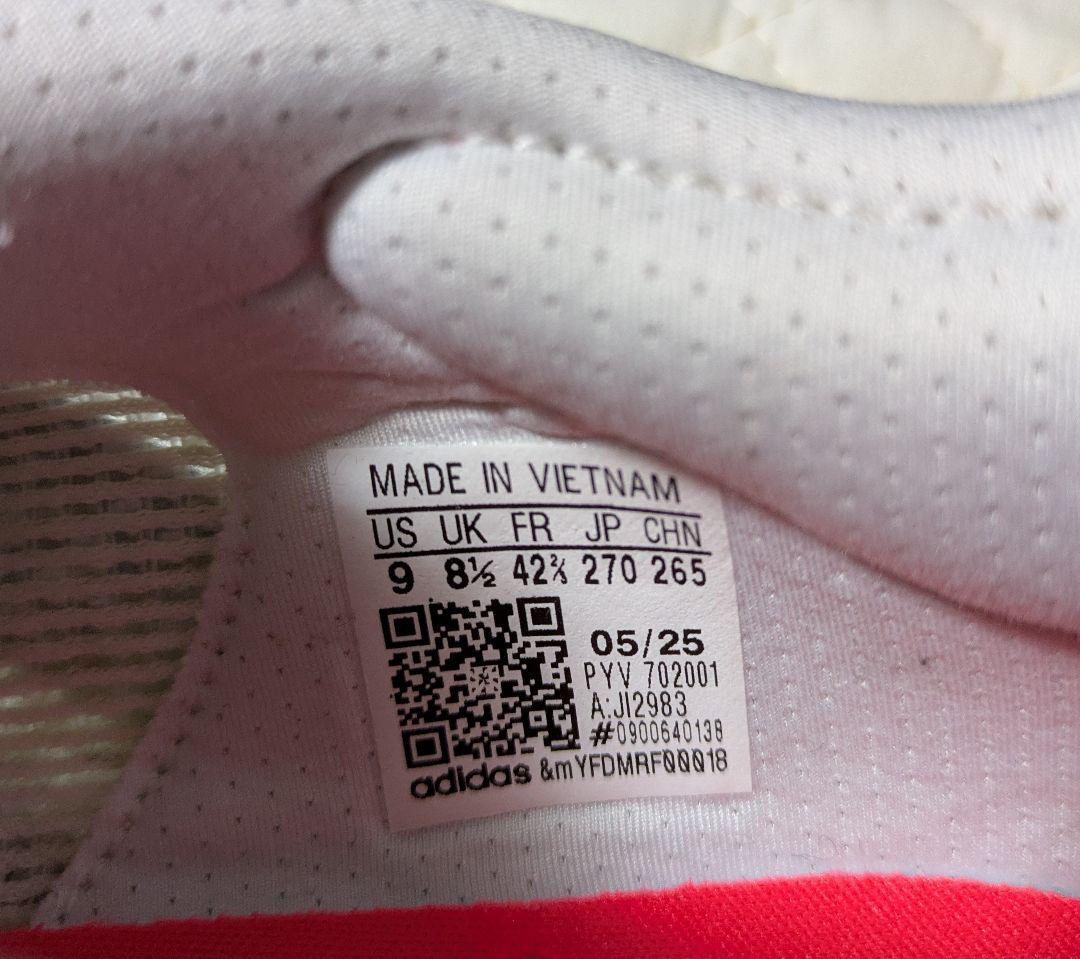 MADE IN VIETNAM
US UK FR JP CHN
9 8½ 42⅔ 270 265
05/25
PYV 702001
A:JI2983
#0900640138
adidas &mYFDMRF00018